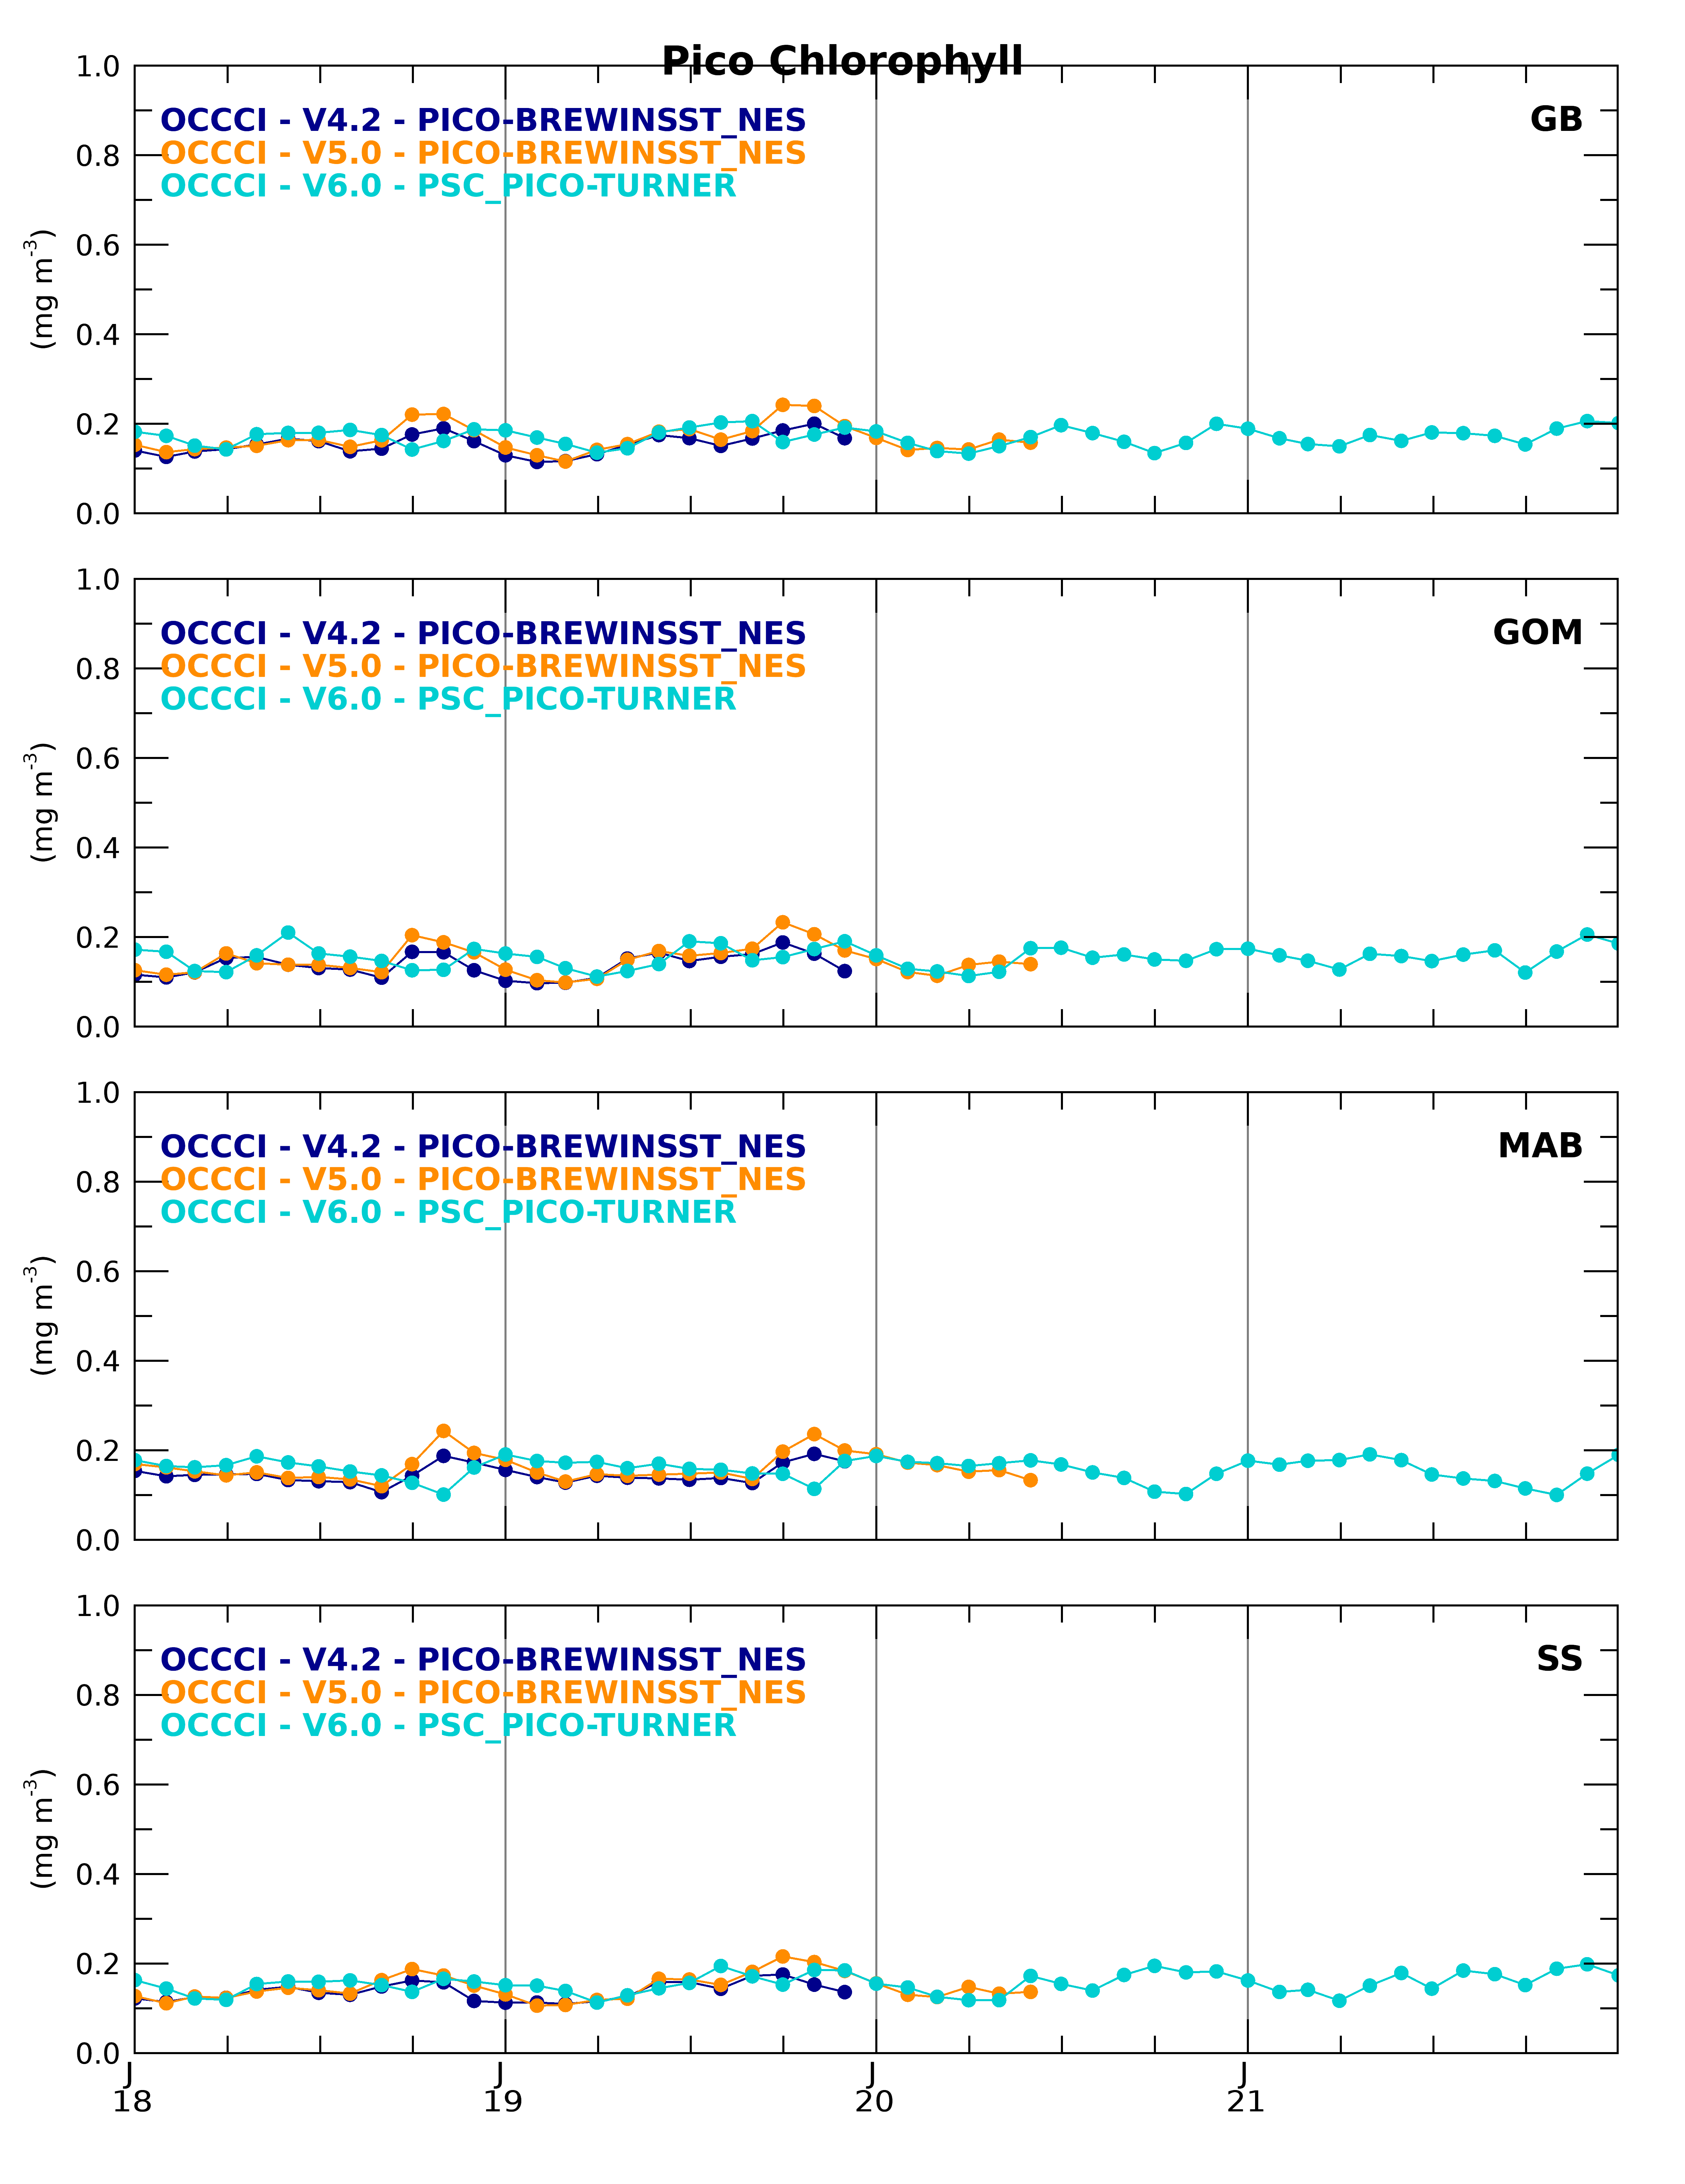 Pico Chlorophyll
1.0
OCCCI - V4.2 - PICO-BREWINSST_NES
GB
0.8
OCCCI - V5.0 - PICO-BREWINSST_NES
OCCCI - V6.0 - PSC_PICO-TURNER
0.6
(mg m⁻³)
0.4
0.2
0.0
1.0
OCCCI - V4.2 - PICO-BREWINSST_NES
GOM
0.8
OCCCI - V5.0 - PICO-BREWINSST_NES
OCCCI - V6.0 - PSC_PICO-TURNER
0.6
(mg m⁻³)
0.4
0.2
0.0
1.0
OCCCI - V4.2 - PICO-BREWINSST_NES
MAB
0.8
OCCCI - V5.0 - PICO-BREWINSST_NES
OCCCI - V6.0 - PSC_PICO-TURNER
0.6
(mg m⁻³)
0.4
0.2
0.0
1.0
OCCCI - V4.2 - PICO-BREWINSST_NES
SS
0.8
OCCCI - V5.0 - PICO-BREWINSST_NES
OCCCI - V6.0 - PSC_PICO-TURNER
0.6
(mg m⁻³)
0.4
0.2
0.0
J J J J
18 19 20 21